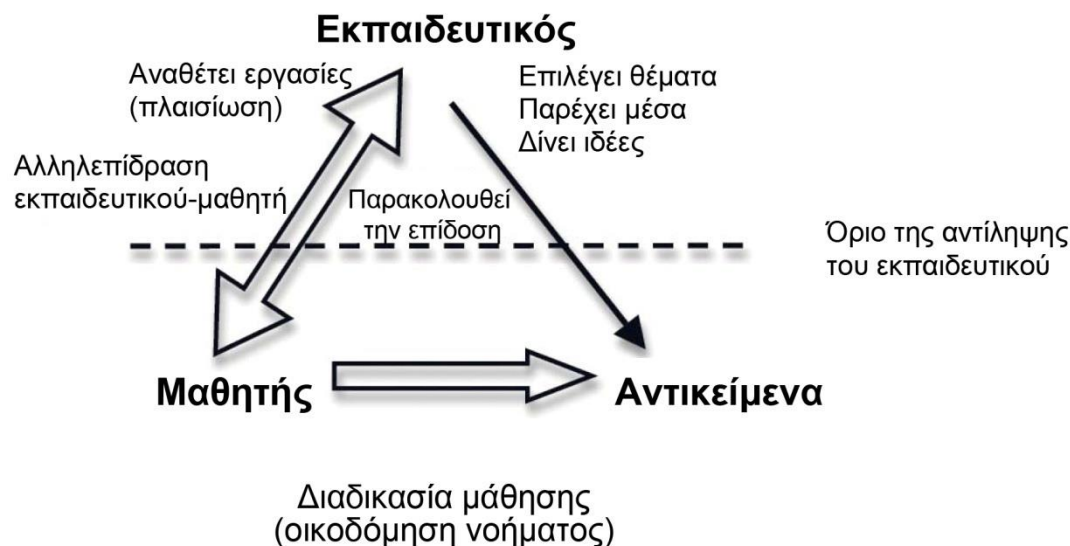 Εκπαιδευτικός
Αναθέτει εργασίες
(πλαισίωση)
Επιλέγει θέματα
Παρέχει μέσα
Δίνει ιδέες
Αλληλεπίδραση
εκπαιδευτικού-μαθητή
Παρακολουθεί
την επίδοση
Όριο της αντίληψης
του εκπαιδευτικού
Μαθητής
Αντικείμενα
Διαδικασία μάθησης
(οικοδόμηση νοήματος)